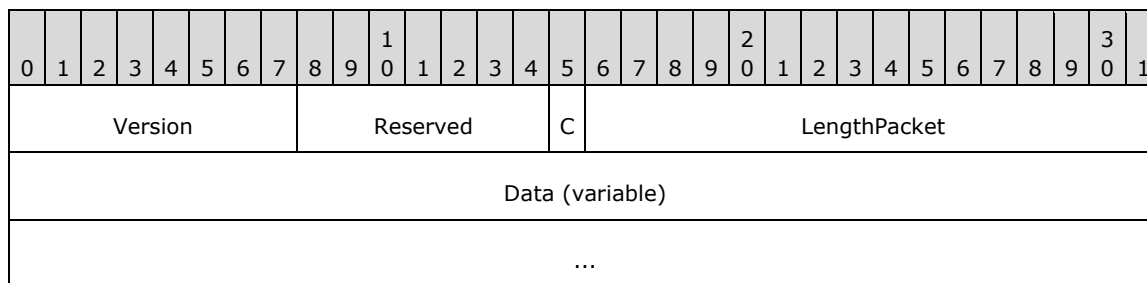 1 2 3
0 1 2 3 4 5 6 7 8 9 0 1 2 3 4 5 6 7 8 9 0 1 2 3 4 5 6 7 8 9 0 1
Version Reserved C LengthPacket
Data (variable)
...